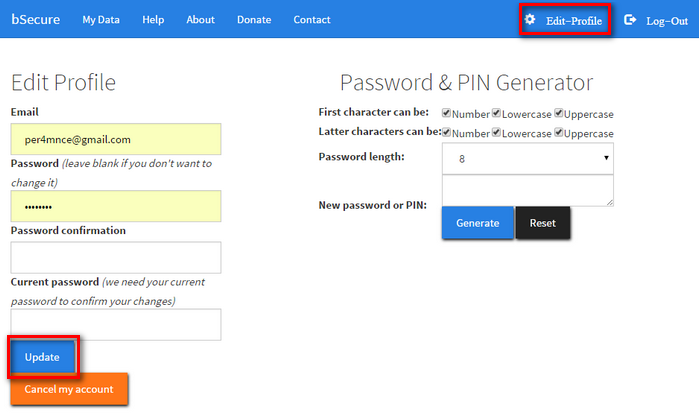 bSecure My Data Help About Donate Contact Edit-Profile Log-Out
Edit Profile
Email
per4mnce@gmail.com
Password (leave blank if you don't want to
change it)
••••••••
Password confirmation
Current password (we need your current
password to confirm your changes)
Update
Cancel my account
Password & PIN Generator
First character can be: Number Lowercase Uppercase
Latter characters can be: Number Lowercase Uppercase
Password length: 8
New password or PIN:
Generate Reset